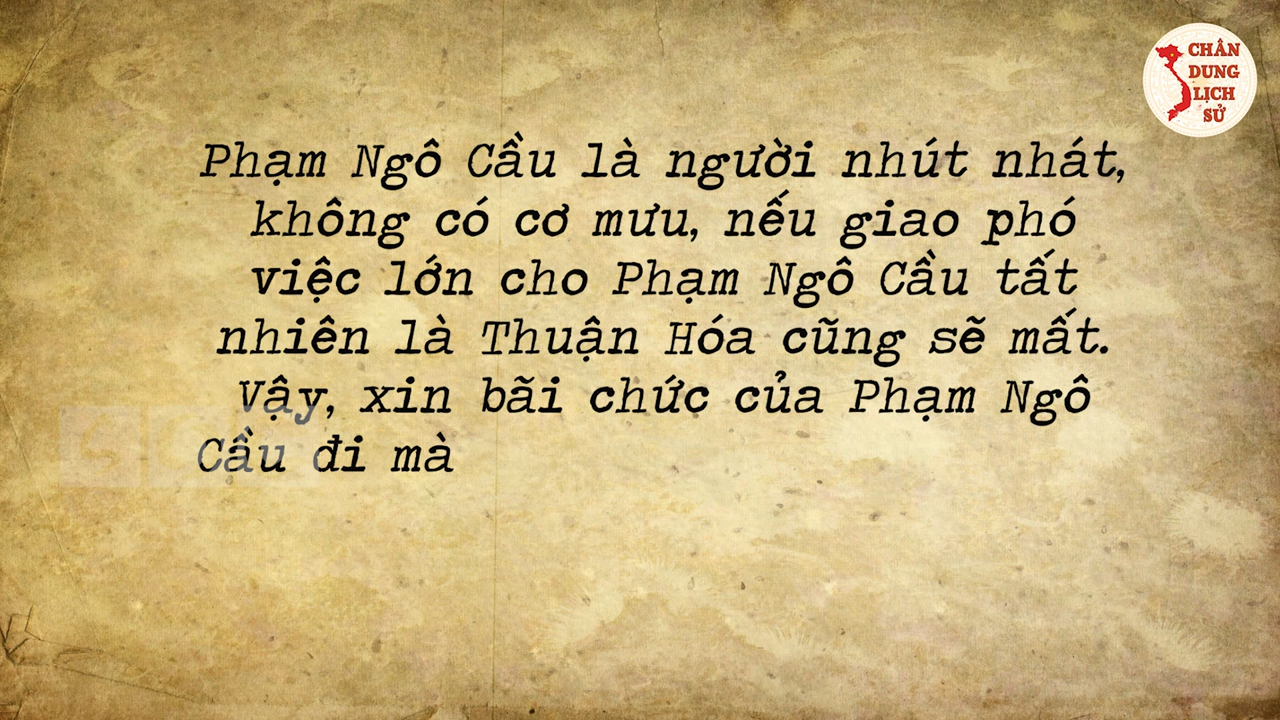 CHÂN
DUNG
LỊCH
SỬ
Phạm Ngô Cầu là người nhút nhát,
không có cơ mưu, nếu giao phó
việc lớn cho Phạm Ngô Cầu tất
nhiên là Thuận Hóa cũng sẽ mất.
Vậy, xin bãi chức của Phạm Ngô
Cầu đi mà